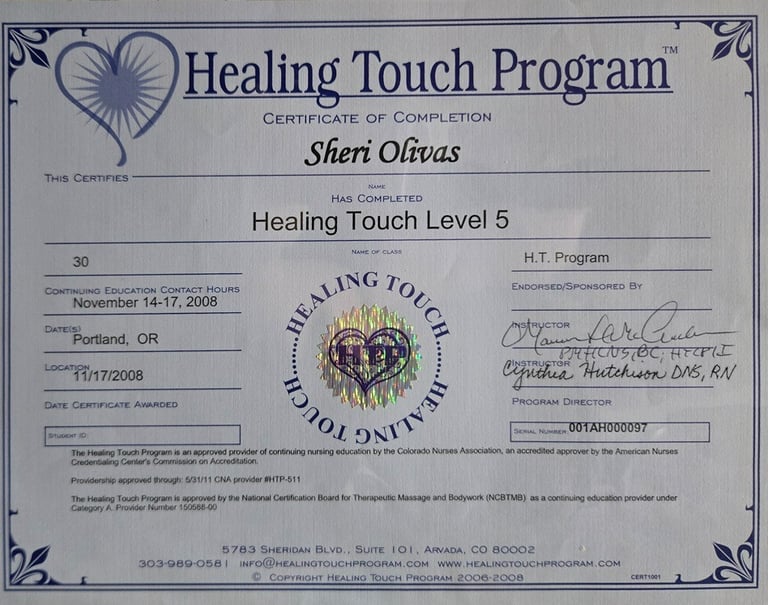 Healing Touch Program™
CERTIFICATE OF COMPLETION
Sheri Olivas
THIS CERTIFIES
NAME
HAS COMPLETED
Healing Touch Level 5
NAME OF CLASS
30
CONTINUING EDUCATION CONTACT HOURS
November 14-17, 2008
DATE(S)
Portland, OR
LOCATION
11/17/2008
DATE CERTIFICATE AWARDED
STUDENT ID:
HEALING TOUCH
HEALING TOUCH
HEALING TOUCH
HTP
H.T. Program
ENDORSED/SPONSORED BY
INSTRUCTOR
INSTRUCTOR
Cynthia Hutchison DNS, RN
PROGRAM DIRECTOR
SERIAL NUMBER: 001AH000097
The Healing Touch Program is an approved provider of continuing nursing education by the Colorado Nurses Association, an accredited approver by the American Nurses
Credentialing Center's Commission on Accreditation.
Providership approved through: 5/31/11 CNA provider #HTP-511
The Healing Touch Program is approved by the National Certification Board for Therapeutic Massage and Bodywork (NCBTMB) as a continuing education provider under
Category A. Provider Number 150588-00
5783 SHERIDAN BLVD., SUITE 101, ARVADA, CO 80002
303-989-0581 INFO@HEALINGTOUCHPROGRAM.COM WWW.HEALINGTOUCHPROGRAM.COM
© COPYRIGHT HEALING TOUCH PROGRAM 2006-2008
CERT1001